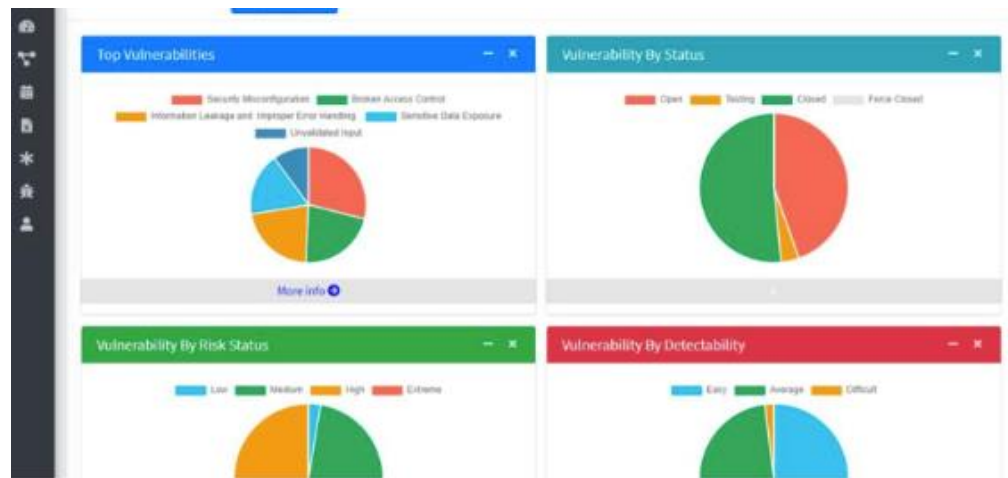 Top Vulnerabilities
Security Misconfiguration Broken Access Control
Information Leakage and Improper Error Handling Sensitive Data Exposure
Unvalidated Input
More info
Vulnerability By Status
Open Testing Closed Force Closed
Vulnerability By Risk Status
Low Medium High Extreme
Vulnerability By Detectability
Easy Average Difficult